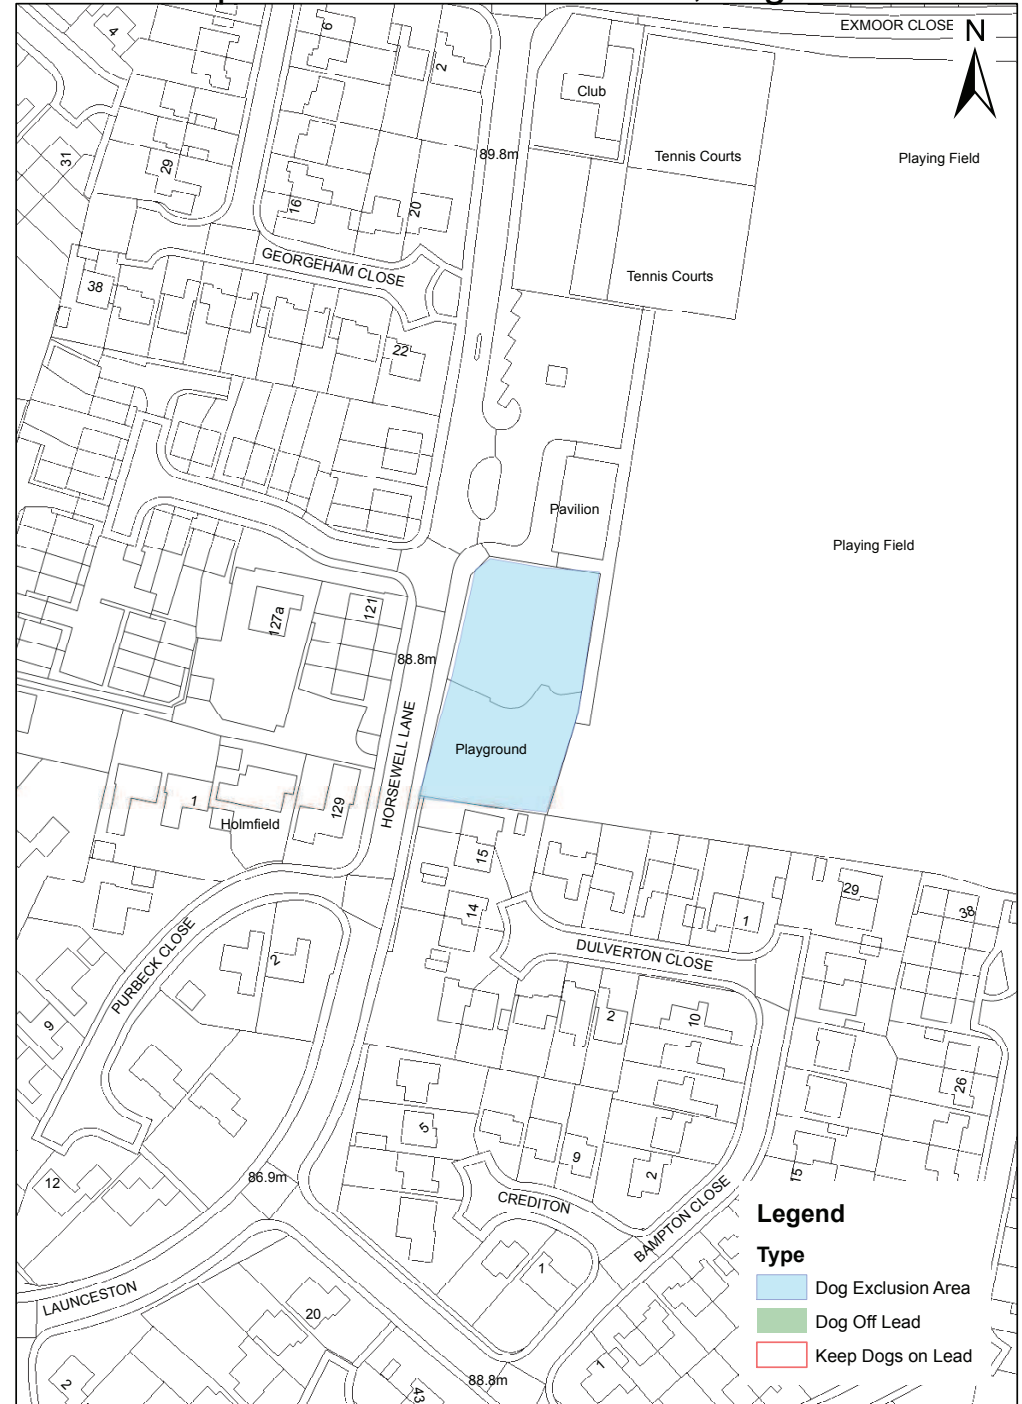 EXMOOR CLOSE
N
4
6
2
Club
89.8m
Tennis Courts
Playing Field
31
29
16
20
GEORGEHAM CLOSE
Tennis Courts
38
22
Pavilion
Playing Field
127a
121
88.8m
HORSEWELL LANE
Playground
1
Holmfield
129
15
14
29
38
1
DULVERTON CLOSE
PURBECK CLOSE
2
9
2
10
26
5
9
2
15
12
86.9m
CREDITON
BAMPTON CLOSE
1
LAUNCESTON
20
2
43
88.8m
1
Legend
Type
Dog Exclusion Area
Dog Off Lead
Keep Dogs on Lead